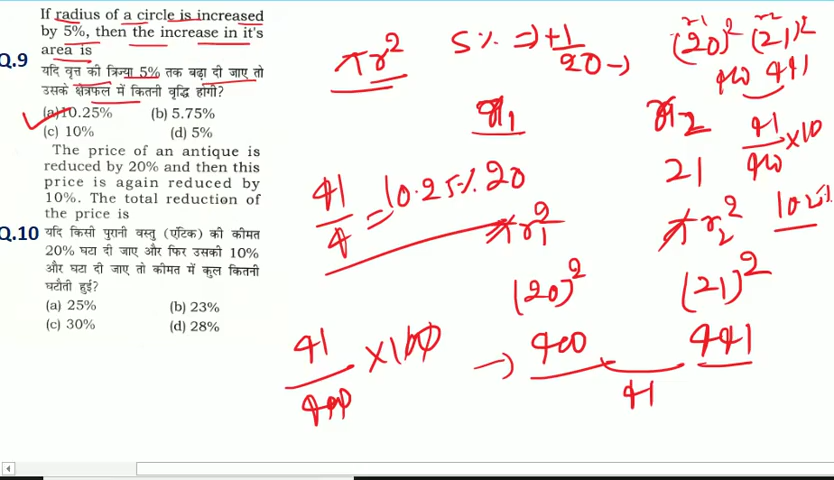 If radius of a circle is increased
by 5%, then the increase in it's
area is
Q.9
यदि वृत्त की त्रिज्या 5% तक बढ़ा दी जाए तो
उसके क्षेत्रफल में कितनी वृद्धि होगी?
(a) 10.25% (b) 5.75%
(c) 10% (d) 5%
The price of an antique is
reduced by 20% and then this
price is again reduced by
10%. The total reduction of
the price is
Q.10 यदि किसी पुरानी वस्तु (एंटिक) की कीमत
20% घटा दी जाए और फिर उसकी 10%
और घटा दी जाए तो कीमत में कुल कितनी
घटौती हुई?
(a) 25% (b) 23%
(c) 30% (d) 28%
πr²
5% ⇒ +1/20 →
r1 r2
(20)² (21)²
441
r1 r2
20 21
41/4 = 10.25%
πr1² πr2²
(20)² (21)²
→ 400 441
41
41/400 × 100